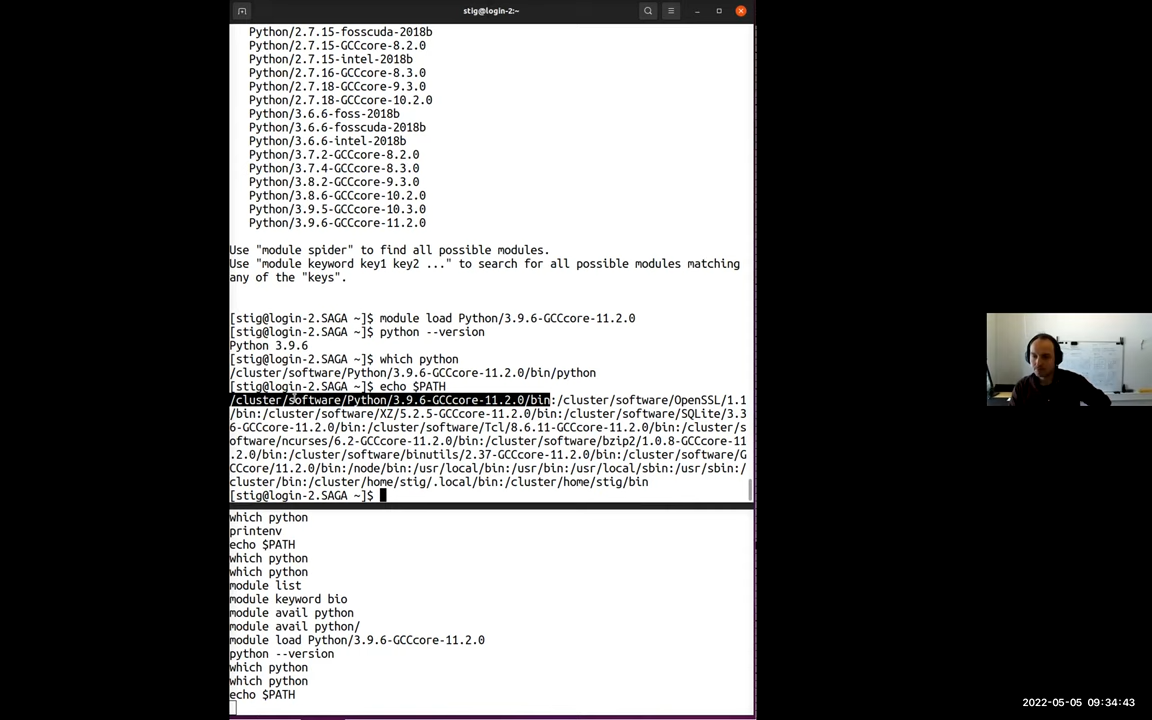 stig@login-2:~
Python/2.7.15-fosscuda-2018b
Python/2.7.15-GCCcore-8.2.0
Python/2.7.15-intel-2018b
Python/2.7.16-GCCcore-8.3.0
Python/2.7.18-GCCcore-9.3.0
Python/2.7.18-GCCcore-10.2.0
Python/3.6.6-foss-2018b
Python/3.6.6-fosscuda-2018b
Python/3.6.6-intel-2018b
Python/3.7.2-GCCcore-8.2.0
Python/3.7.4-GCCcore-8.3.0
Python/3.8.2-GCCcore-9.3.0
Python/3.8.6-GCCcore-10.2.0
Python/3.9.5-GCCcore-10.3.0
Python/3.9.6-GCCcore-11.2.0
Use "module spider" to find all possible modules.
Use "module keyword key1 key2 ..." to search for all possible modules matching
any of the "keys".
[stig@login-2.SAGA ~]$ module load Python/3.9.6-GCCcore-11.2.0
[stig@login-2.SAGA ~]$ python --version
Python 3.9.6
[stig@login-2.SAGA ~]$ which python
/cluster/software/Python/3.9.6-GCCcore-11.2.0/bin/python
[stig@login-2.SAGA ~]$ echo $PATH
/cluster/software/Python/3.9.6-GCCcore-11.2.0/bin:/cluster/software/OpenSSL/1.1
/bin:/cluster/software/XZ/5.2.5-GCCcore-11.2.0/bin:/cluster/software/SQLite/3.3
6-GCCcore-11.2.0/bin:/cluster/software/Tcl/8.6.11-GCCcore-11.2.0/bin:/cluster/s
oftware/ncurses/6.2-GCCcore-11.2.0/bin:/cluster/software/bzip2/1.0.8-GCCcore-11
.2.0/bin:/cluster/software/binutils/2.37-GCCcore-11.2.0/bin:/cluster/software/G
CCcore/11.2.0/bin:/node/bin:/usr/local/bin:/usr/bin:/usr/local/sbin:/usr/sbin:/
cluster/bin:/cluster/home/stig/.local/bin:/cluster/home/stig/bin
[stig@login-2.SAGA ~]$
which python
printenv
echo $PATH
which python
which python
module list
module keyword bio
module avail python
module avail python/
module load Python/3.9.6-GCCcore-11.2.0
python --version
which python
which python
echo $PATH
2022-05-05 09:34:43